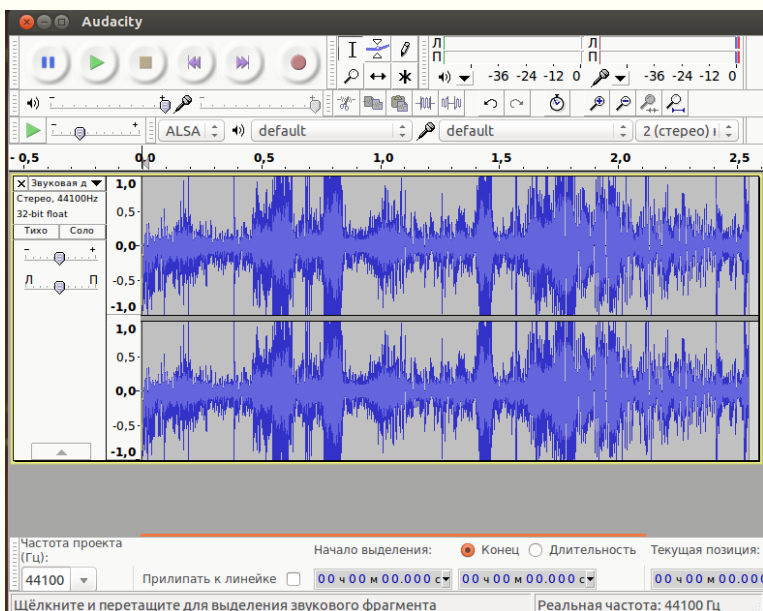 Audacity
Л
П
-36 -24 -12 0
Л
П
-36 -24 -12 0
- +
- +
- +
ALSA
default
default
2 (стерео)
- 0,5 0,0 0,5 1,0 1,5 2,0 2,5
Звуковая д
Стерео, 44100Hz
32-bit float
Тихо Соло
- +
Л П
1,0
0,5-
0,0-
-0,5-
-1,0
1,0
0,5-
0,0-
-0,5-
-1,0
Частота проекта
(Гц):
44100
Прилипать к линейке
Начало выделения:
Конец
Длительность
Текущая позиция:
00 ч 00 м 00.000 с
00 ч 00 м 00.000 с
00 ч 00 м 00.000
Щёлкните и перетащите для выделения звукового фрагмента
Реальная частота: 44100 Гц